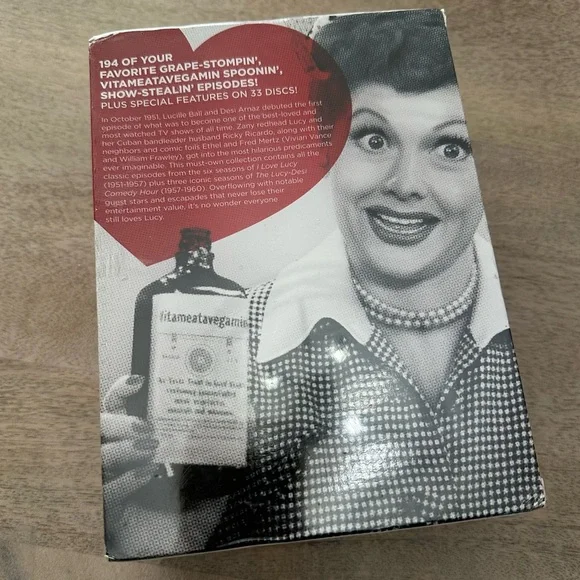 194 OF YOUR
FAVORITE GRAPE-STOMPIN',
VITAMEATAVEGAMIN SPOONIN',
SHOW-STEALIN' EPISODES!
PLUS SPECIAL FEATURES ON 33 DISCS!
In October 1951, Lucille Ball and Desi Arnaz debuted the first
episode of what was to become one of the best-loved and
most watched TV shows of all time. Zany redhead Lucy and
her Cuban bandleader husband Ricky Ricardo, along with their
neighbors and comic foils Ethel and Fred Mertz (Vivian Vance
and William Frawley), got into the most hilarious predicaments
ever imaginable. This must-own collection contains all the
classic episodes from the six seasons of I Love Lucy
(1951-1957) plus three iconic seasons of The Lucy-Desi
Comedy Hour (1957-1960). Overflowing with notable
guest stars and escapades that never lose their
entertainment value, it's no wonder everyone
still loves Lucy.
Vitameatavegamin